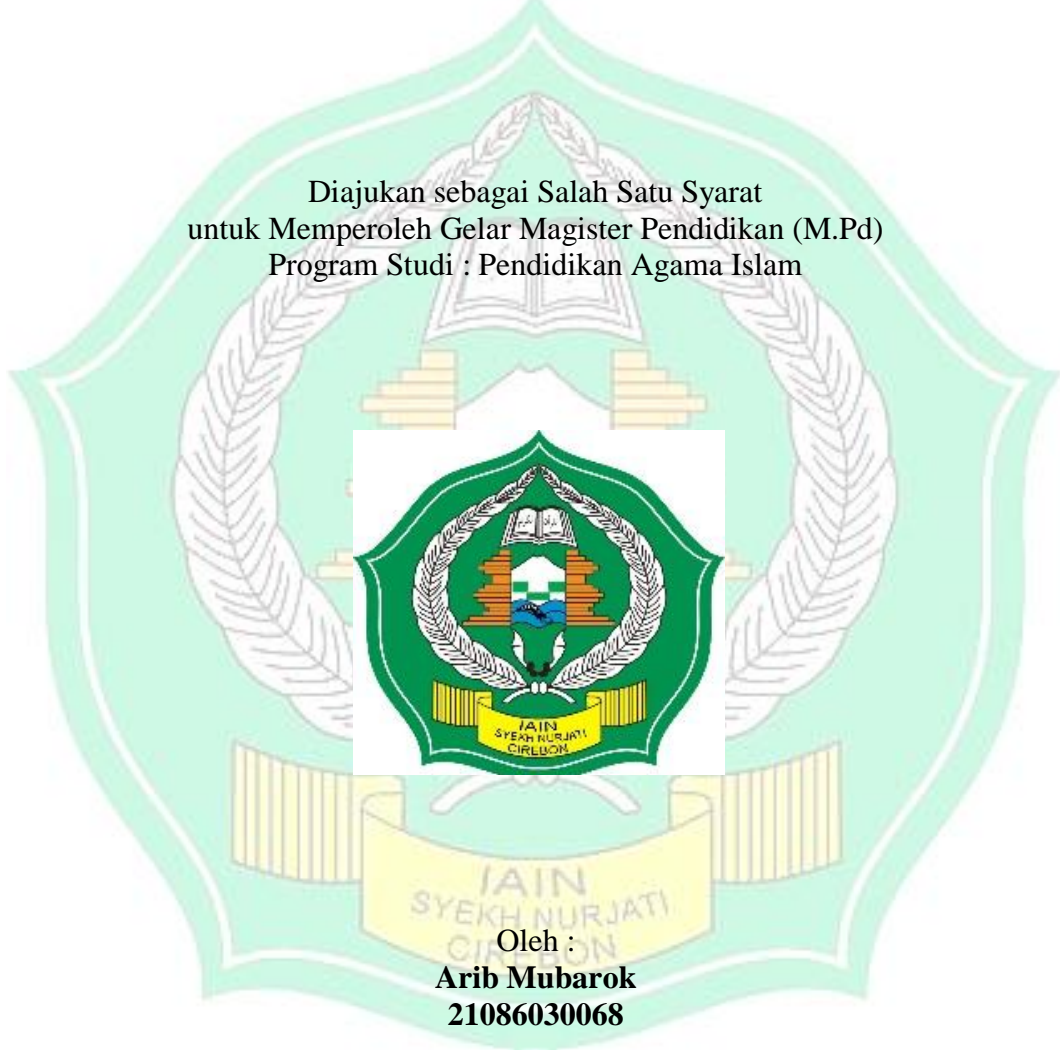 Diajukan sebagai Salah Satu Syarat
untuk Memperoleh Gelar Magister Pendidikan (M.Pd)
Program Studi : Pendidikan Agama Islam
IAIN
SYEKH NURJATI
CIREBON
IAIN
SYEKH NURJATI
CIREBON
Oleh :
Arib Mubarok
21086030068